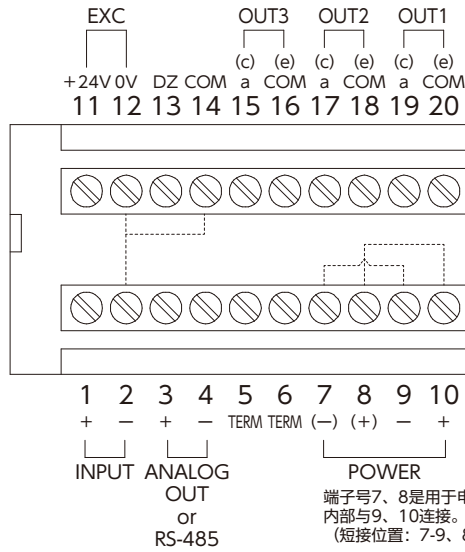 EXC OUT3 OUT2 OUT1
(c) (e) (c) (e) (c) (e)
+24V 0V DZ COM a COM a COM a COM
11 12 13 14 15 16 17 18 19 20
1 2 3 4 5 6 7 8 9 10
+ − + − TERM TERM (−) (+) − +
INPUT ANALOG OUT or RS-485 POWER
端子号7、8是用于电
内部与9、10连接。
（短接位置：7-9、8